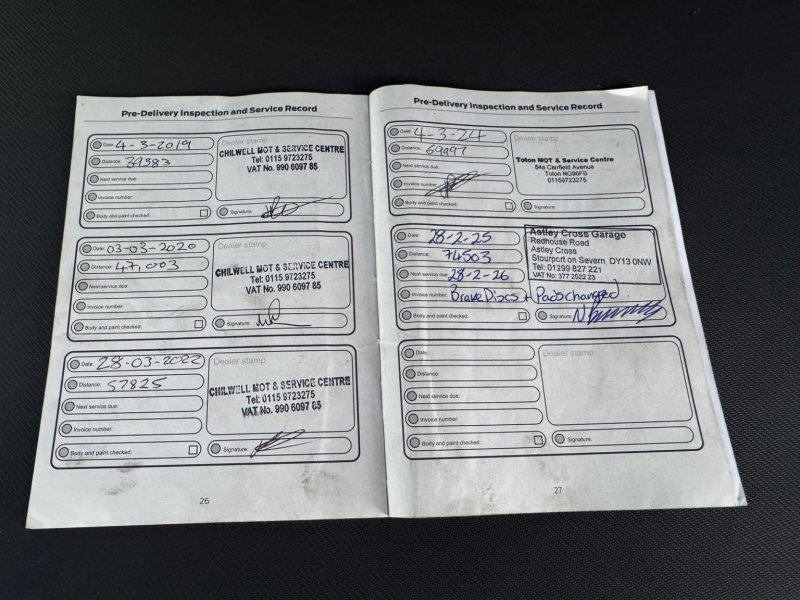 Pre-Delivery Inspection and Service Record
Date: 4-3-2019
Distance: 39383
Next service due:
Invoice number:
Body and paint checked:
Dealer stamp
CHILWELL MOT & SERVICE CENTRE
Tel: 0115 9723275
VAT No. 990 6097 85
Signature:
Date: 03-03-2020
Distance: 47,003
Next service due:
Invoice number:
Body and paint checked:
Dealer stamp
CHILWELL MOT & SERVICE CENTRE
Tel: 0115 9723275
VAT No. 990 6097 85
Signature:
Date: 28-03-2022
Distance: 57825
Next service due:
Invoice number:
Body and paint checked:
Dealer stamp
CHILWELL MOT & SERVICE CENTRE
Tel: 0115 9723275
VAT No. 990 6097 85
Signature:
26
Pre-Delivery Inspection and Service Record
Date: 4-3-24
Distance: 69497
Next service due:
Invoice number:
Body and paint checked:
Dealer stamp
Toton MOT & Service Centre
64a Carrfield Avenue
Toton NG96FB
01159723275
Signature:
Date: 28-2-25
Distance: 74503
Next service due: 28-2-26
Invoice number: Brake Discs + Pads changed.
Body and paint checked:
Astley Cross Garage
Redhouse Road
Astley Cross
Stourport on Severn DY13 0NW
Tel: 01299 827 221
VAT No: 377 2522 23
Signature:
Date:
Distance:
Next service due:
Invoice number:
Body and paint checked:
Dealer stamp
Signature:
27